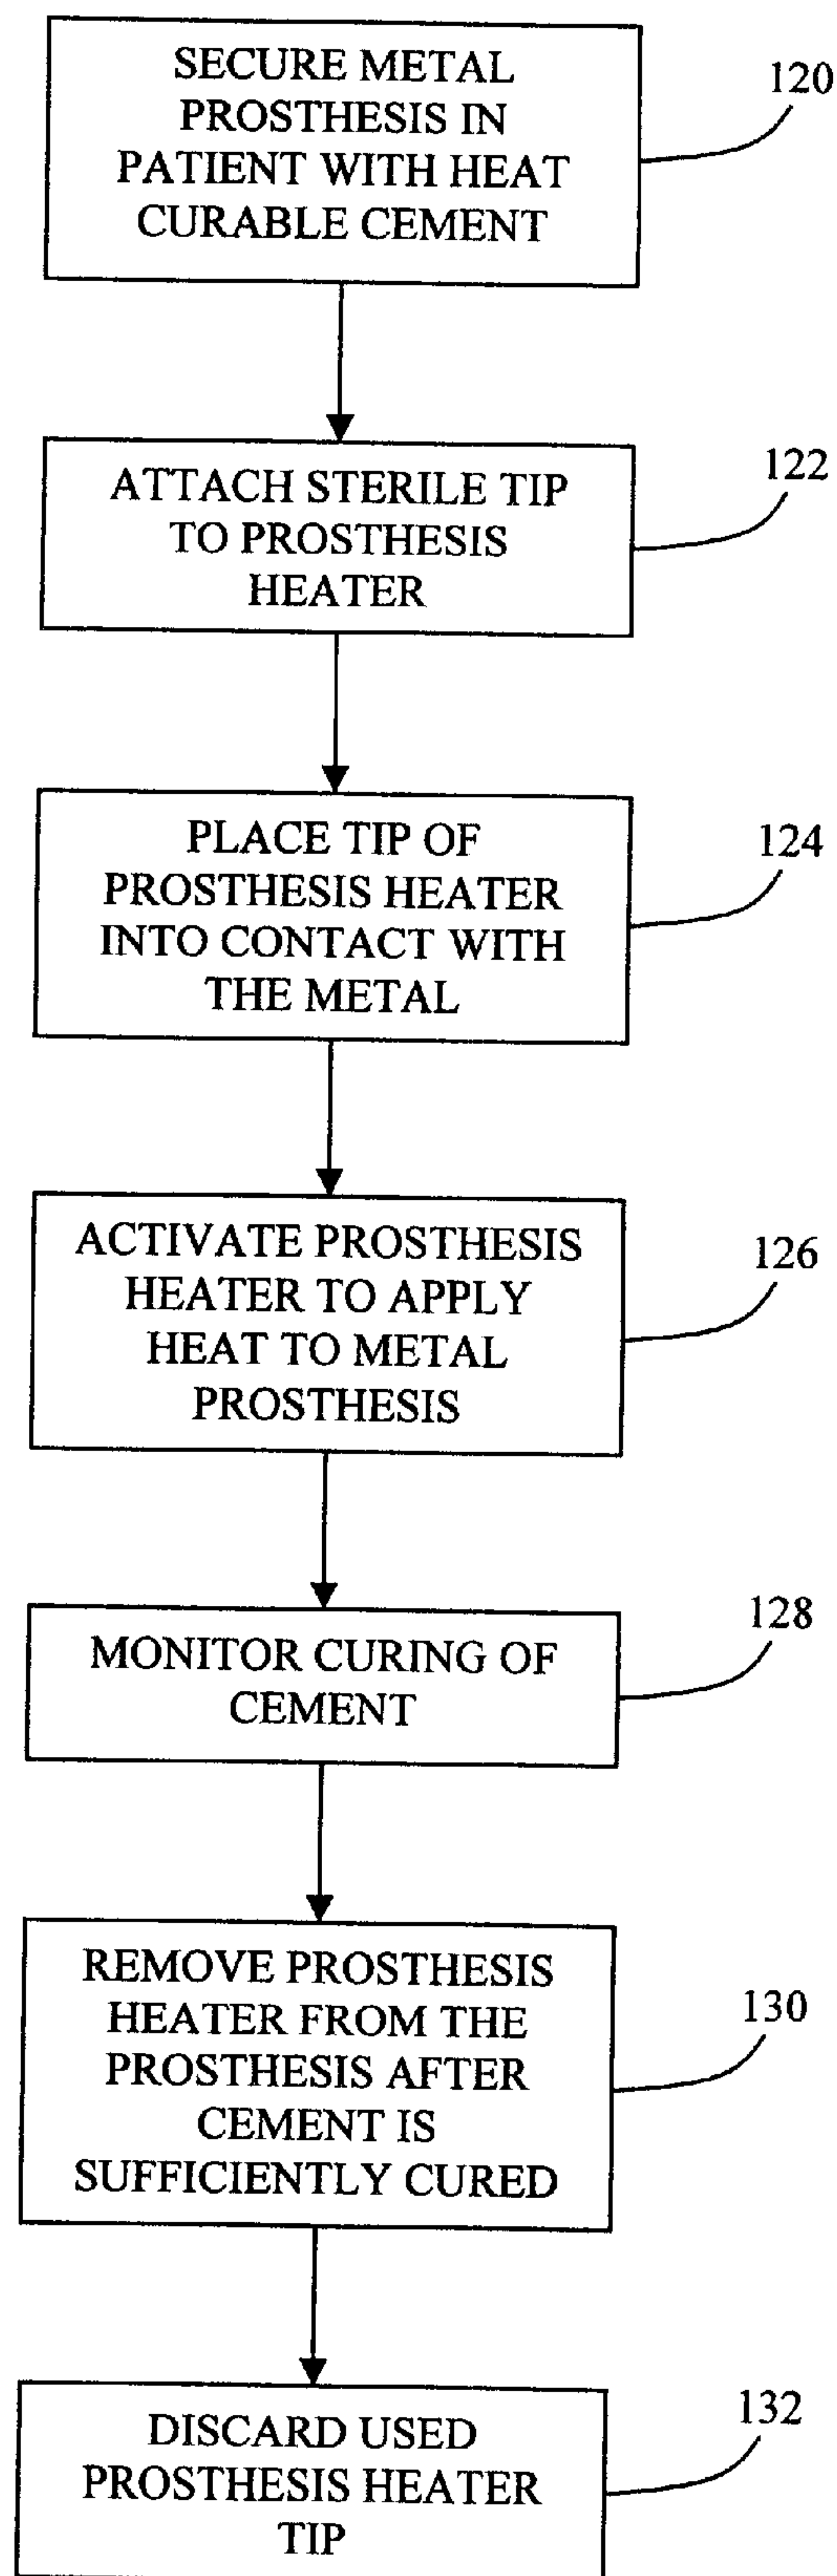 SECURE METAL
PROSTHESIS IN
PATIENT WITH HEAT
CURABLE CEMENT
120
ATTACH STERILE TIP
TO PROSTHESIS
HEATER
122
PLACE TIP OF
PROSTHESIS HEATER
INTO CONTACT WITH
THE METAL
124
ACTIVATE PROSTHESIS
HEATER TO APPLY
HEAT TO METAL
PROSTHESIS
126
MONITOR CURING OF
CEMENT
128
REMOVE PROSTHESIS
HEATER FROM THE
PROSTHESIS AFTER
CEMENT IS
SUFFICIENTLY CURED
130
DISCARD USED
PROSTHESIS HEATER
TIP
132